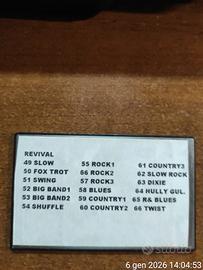 REVIVAL
49 SLOW 55 ROCK1 61 COUNTRY3
50 FOX TROT 66 ROCK2 62 SLOW ROCK
51 SWING 57 ROCK3 63 DIXIE
52 BIG BAND1 58 BLUES 64 HULLY GUL.
53 BIG BAND2 59 COUNTRY1 65 R& BLUES
54 SHUFFLE 60 COUNTRY2 66 TWIST
subito
6 gen 2026 14:04:53